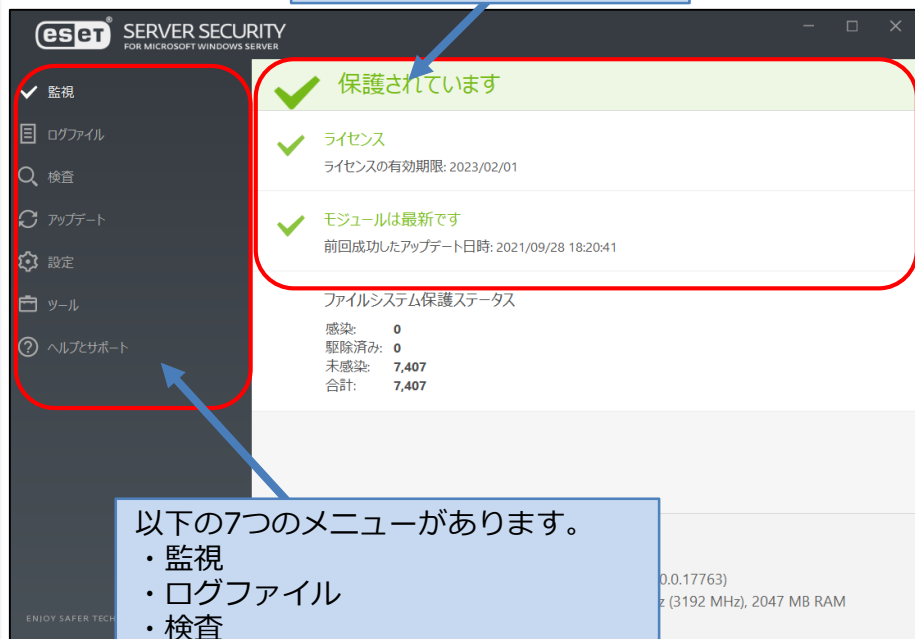 eset® SERVER SECURITY
FOR MICROSOFT WINDOWS SERVER
監視
ログファイル
検査
アップデート
設定
ツール
ヘルプとサポート
保護されています
ライセンス
ライセンスの有効期限: 2023/02/01
モジュールは最新です
前回成功したアップデート日時: 2021/09/28 18:20:41
ファイルシステム保護ステータス
感染: 0
駆除済み: 0
未感染: 7,407
合計: 7,407
以下の7つのメニューがあります。
・監視
・ログファイル
・検査
0.0.17763)
z (3192 MHz), 2047 MB RAM
ENJOY SAFER TECH